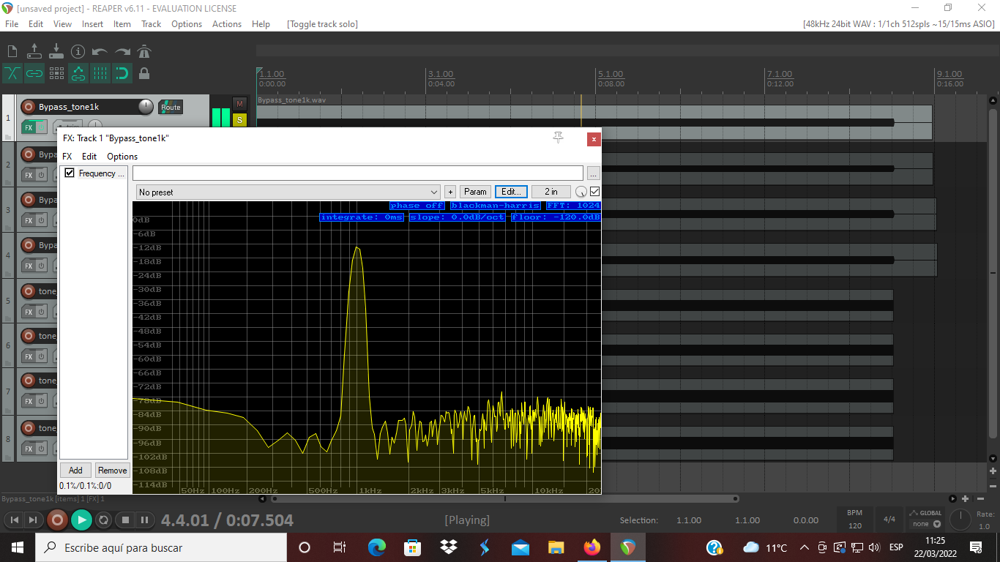 [unsaved project] - REAPER v6.11 - EVALUATION LICENSE
File Edit View Insert Item Track Options Actions Help [Toggle track solo] [48kHz 24bit WAV : 1/1ch 512spls ~15/15ms ASIO]
1.1.00 3.1.00 5.1.00 7.1.00 9.1.00
0:00.00 0:04.00 0:08.00 0:12.00 0:16.00
Bypass_tone1k.wav
1 Bypass_tone1k Route M
FX trim S
FX: Track 1 "Bypass_tone1k" x
FX Edit Options
2 Bypa
FX
3 Bypa
FX
4 Bypa
FX
5 tone_
FX
6 tone_
FX
7 tone_
FX
8 tone_
FX
Frequency ... ...
No preset + Param Edit... 2 in
phase off blackman-harris FFT: 1024
integrate: 0ms slope: 0.0dB/oct floor: -120.0dB
0dB
-6dB
-12dB
-18dB
-24dB
-30dB
-36dB
-42dB
-48dB
-54dB
-60dB
-66dB
-72dB
-78dB
-84dB
-90dB
-96dB
-102dB
-108dB
-114dB
50Hz 100Hz 200Hz 500Hz 1kHz 2kHz 3kHz 5kHz 10kHz 20
Add Remove
0.1%/0.1%:0/0
Bypass_tone1k [items] 1 [FX] 1
4.4.01 / 0:07.504 [Playing] Selection: 1.1.00 1.1.00 0.0.00 BPM 120 4/4 GLOBAL none Rate: 1.0
Escribe aquí para buscar 11°C ESP 11:25
22/03/2022